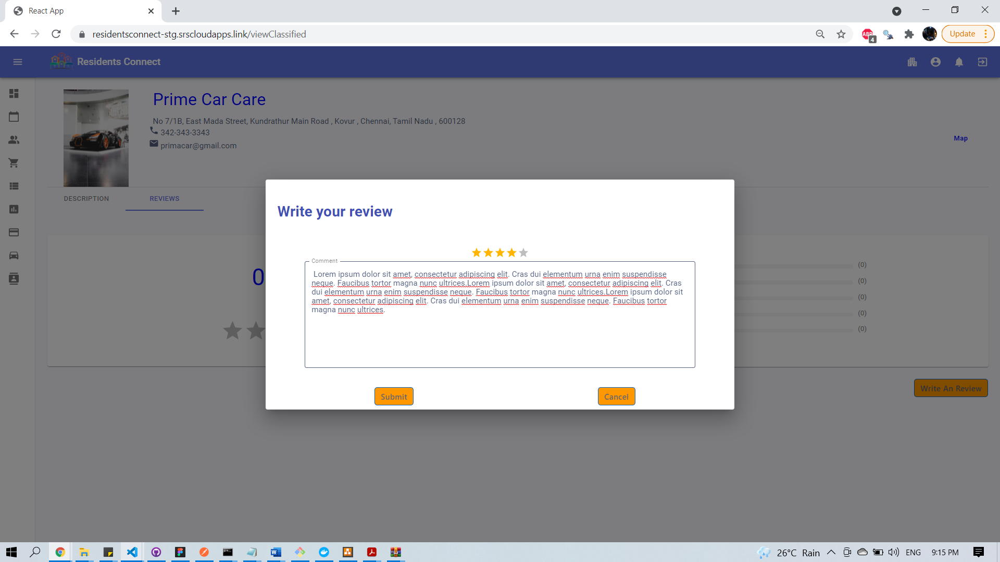 React App
residentsconnect-stg.srscloudapps.link/viewClassified
ABP
4
Update
Residents Connect
Prime Car Care
No 7/1B, East Mada Street, Kundrathur Main Road , Kovur , Chennai, Tamil Nadu , 600128
342-343-3343
primacar@gmail.com
Map
DESCRIPTION
REVIEWS
Write your review
0
Comment
Lorem ipsum dolor sit amet, consectetur adipiscing elit. Cras dui elementum urna enim suspendisse
neque. Faucibus tortor magna nunc ultrices.Lorem ipsum dolor sit amet, consectetur adipiscing elit. Cras
dui elementum urna enim suspendisse neque. Faucibus tortor magna nunc ultrices.Lorem ipsum dolor sit
amet, consectetur adipiscing elit. Cras dui elementum urna enim suspendisse neque. Faucibus tortor
magna nunc ultrices.
(0)
(0)
(0)
(0)
(0)
Submit
Cancel
Write An Review
26°C Rain
ENG
9:15 PM